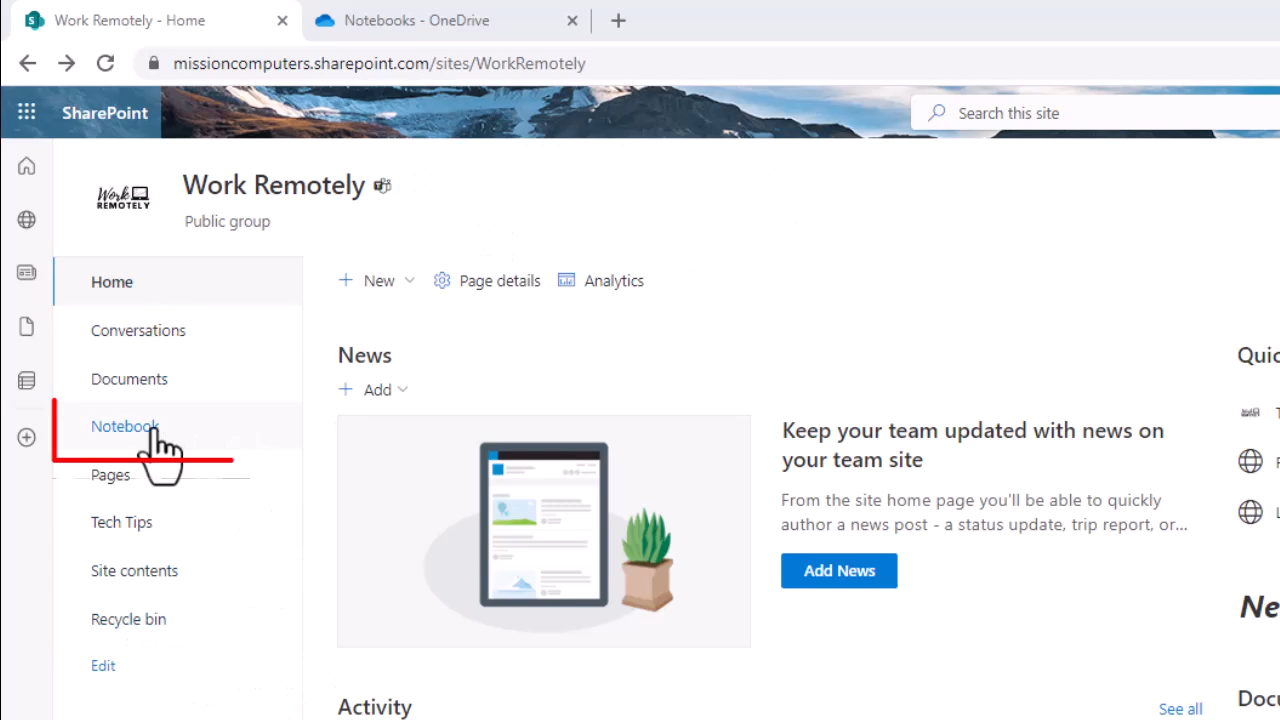 Work Remotely - Home
Notebooks - OneDrive
missioncomputers.sharepoint.com/sites/WorkRemotely
SharePoint
Search this site
Work REMOTELY
Work Remotely
Public group
Home
Conversations
Documents
Notebook
Pages
Tech Tips
Site contents
Recycle bin
Edit
New
Page details
Analytics
News
Add
Keep your team updated with news on
your team site
From the site home page you'll be able to quickly
author a news post - a status update, trip report, or...
Add News
Activity
See all
Quic
Ne
Docu